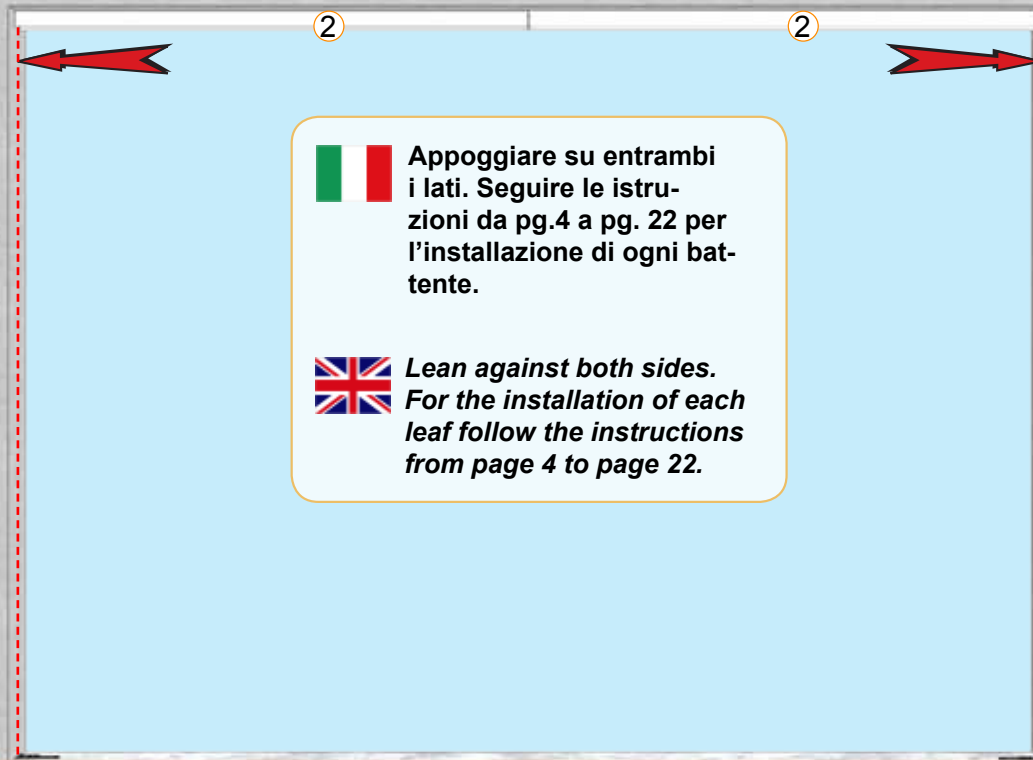 2 2
Appoggiare su entrambi
i lati. Seguire le istru-
zioni da pg.4 a pg. 22 per
l’installazione di ogni bat-
tente.
Lean against both sides.
For the installation of each
leaf follow the instructions
from page 4 to page 22.